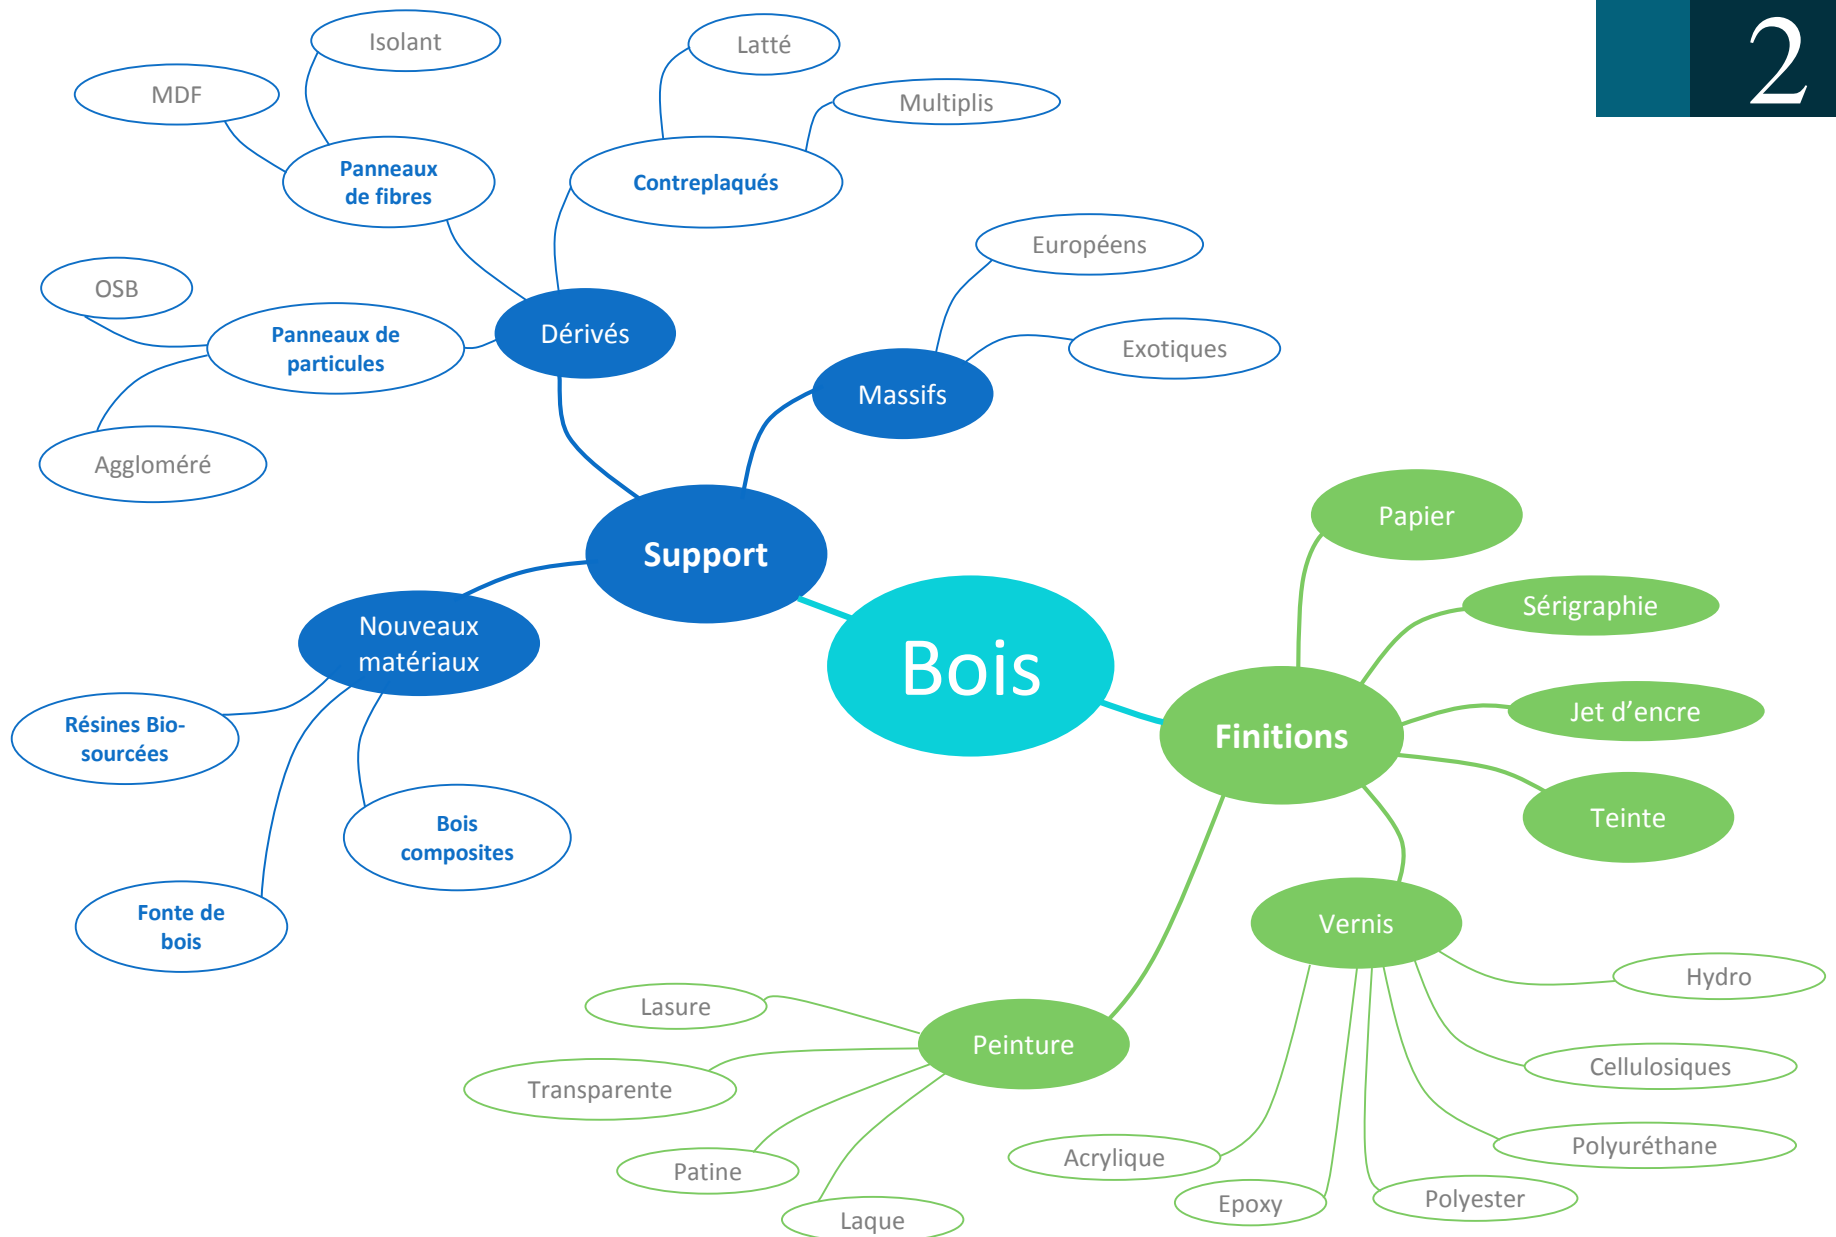 2
Isolant
Latté
MDF
Multiplis
Panneaux
de fibres
Contreplaqués
Européens
OSB
Panneaux de
particules
Dérivés
Exotiques
Massifs
Aggloméré
Papier
Support
Sérigraphie
Nouveaux
matériaux
Bois
Jet d’encre
Résines Bio-
sourcées
Finitions
Teinte
Bois
composites
Fonte de
bois
Vernis
Hydro
Lasure
Peinture
Cellulosiques
Transparente
Polyuréthane
Acrylique
Patine
Epoxy
Polyester
Laque